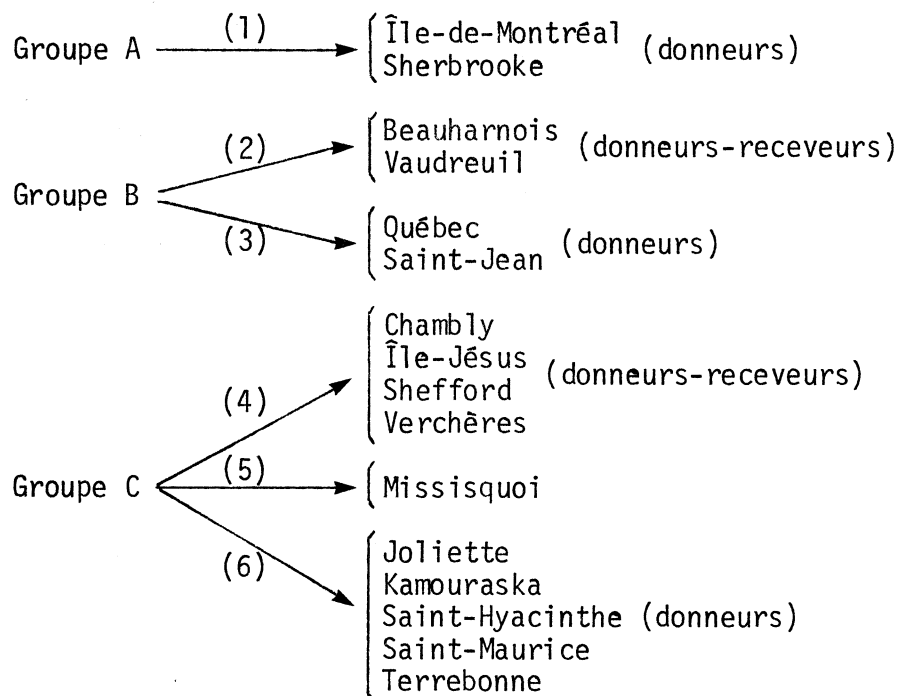 (1)
Groupe A
Île-de-Montréal
(donneurs)
Sherbrooke
(2)
Beauharnois
(donneurs-receveurs)
Vaudreuil
Groupe B
(3)
Québec
(donneurs)
Saint-Jean
Chambly
Île-Jésus
(donneurs-receveurs)
Shefford
Verchères
(4)
Groupe C
(5)
Missisquoi
(6)
Joliette
Kamouraska
Saint-Hyacinthe (donneurs)
Saint-Maurice
Terrebonne